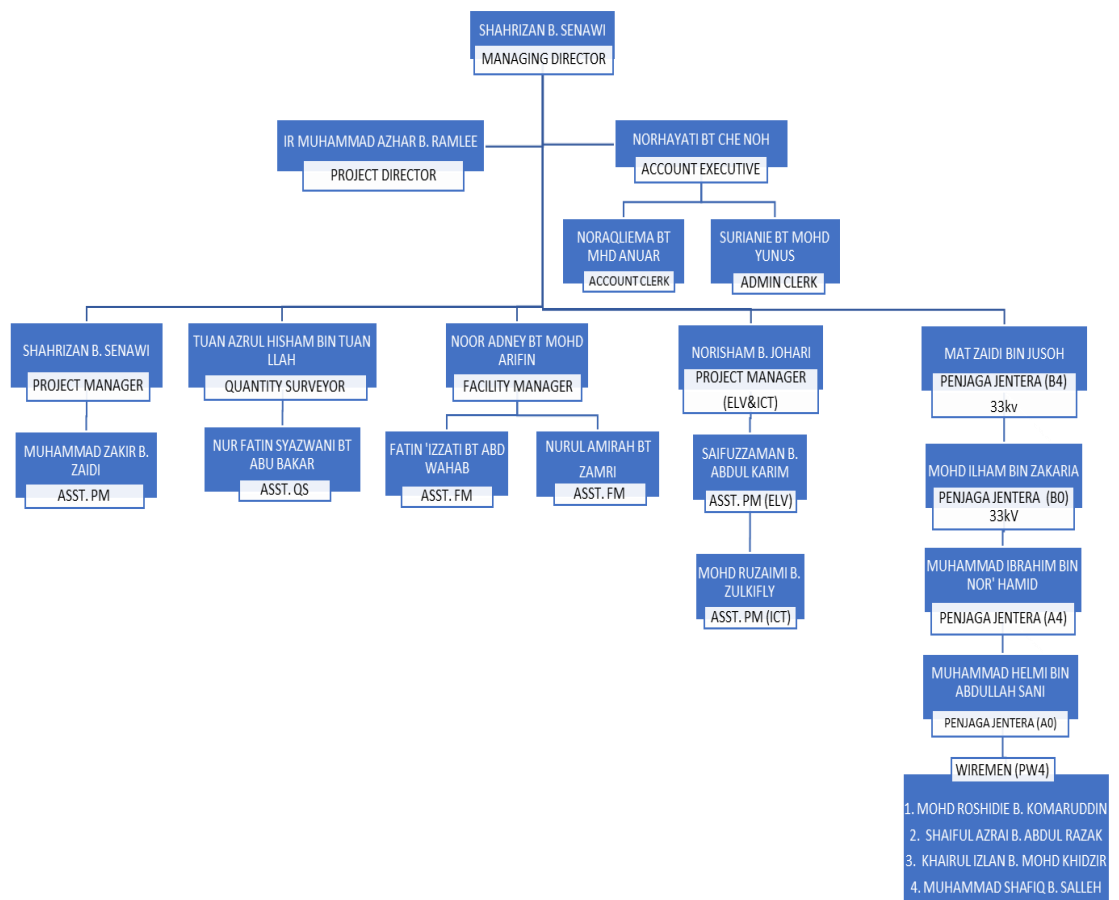 SHAHRIZAN B. SENAWI
MANAGING DIRECTOR
IR MUHAMMAD AZHAR B. RAMLEE
PROJECT DIRECTOR
NORHAYATI BT CHE NOH
ACCOUNT EXECUTIVE
NORAQLIEMA BT
MHD ANUAR
ACCOUNT CLERK
SURIANIE BT MOHD
YUNUS
ADMIN CLERK
SHAHRIZAN B. SENAWI
PROJECT MANAGER
MUHAMMAD ZAKIR B.
ZAIDI
ASST. PM
TUAN AZRUL HISHAM BIN TUAN
LLAH
QUANTITY SURVEYOR
NUR FATIN SYAZWANI BT
ABU BAKAR
ASST. QS
NOOR ADNEY BT MOHD
ARIFIN
FACILITY MANAGER
FATIN 'IZZATI BT ABD
WAHAB
ASST. FM
NURUL AMIRAH BT
ZAMRI
ASST. FM
NORISHAM B. JOHARI
PROJECT MANAGER
(ELV&ICT)
SAIFUZZAMAN B.
ABDUL KARIM
ASST. PM (ELV)
MOHD RUZAIMI B.
ZULKIFLY
ASST. PM (ICT)
MAT ZAIDI BIN JUSOH
PENJAGA JENTERA (B4)
33kv
MOHD ILHAM BIN ZAKARIA
PENJAGA JENTERA (B0)
33kV
MUHAMMAD IBRAHIM BIN
NOR' HAMID
PENJAGA JENTERA (A4)
MUHAMMAD HELMI BIN
ABDULLAH SANI
PENJAGA JENTERA (A0)
WIREMEN (PW4)
1. MOHD ROSHIDIE B. KOMARUDDIN
2. SHAIFUL AZRAI B. ABDUL RAZAK
3. KHAIRUL IZLAN B. MOHD KHIDZIR
4. MUHAMMAD SHAFIQ B. SALLEH